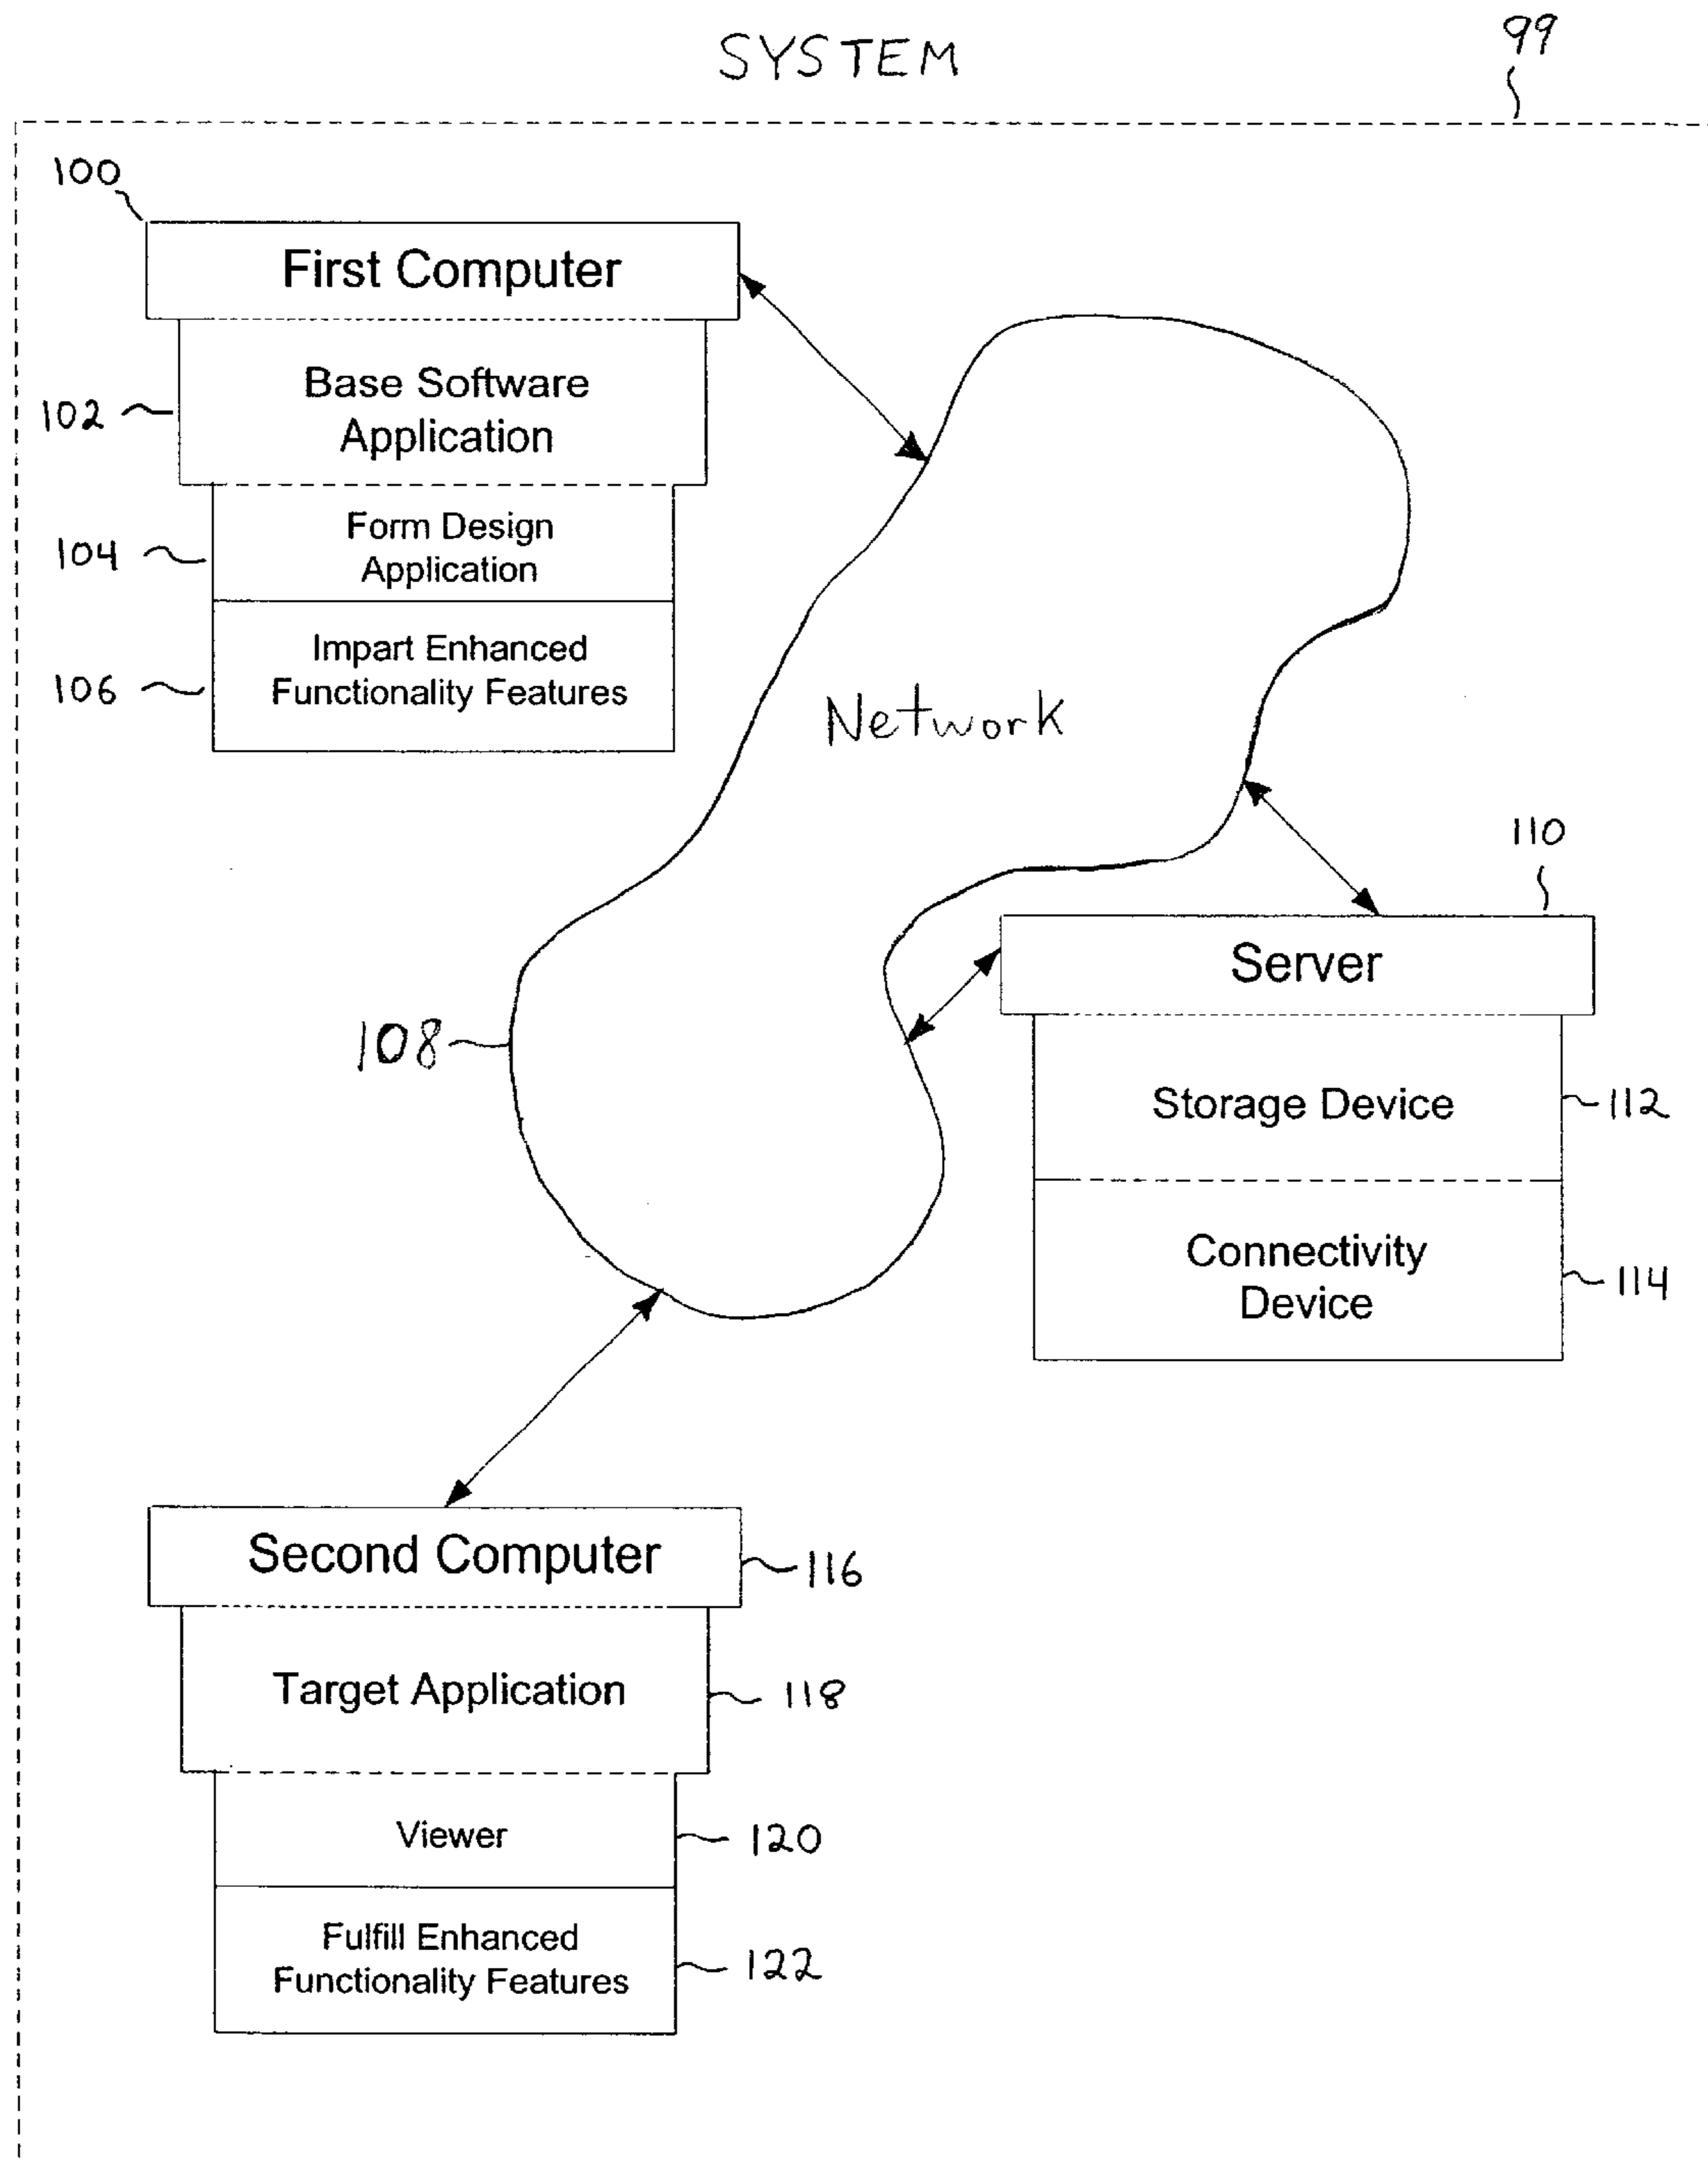 SYSTEM
99
100
First Computer
Base Software
Application
102
Form Design
Application
104
Impart Enhanced
Functionality Features
106
Network
108
110
Server
Storage Device
112
Connectivity
Device
114
Second Computer
116
Target Application
118
Viewer
120
Fulfill Enhanced
Functionality Features
122